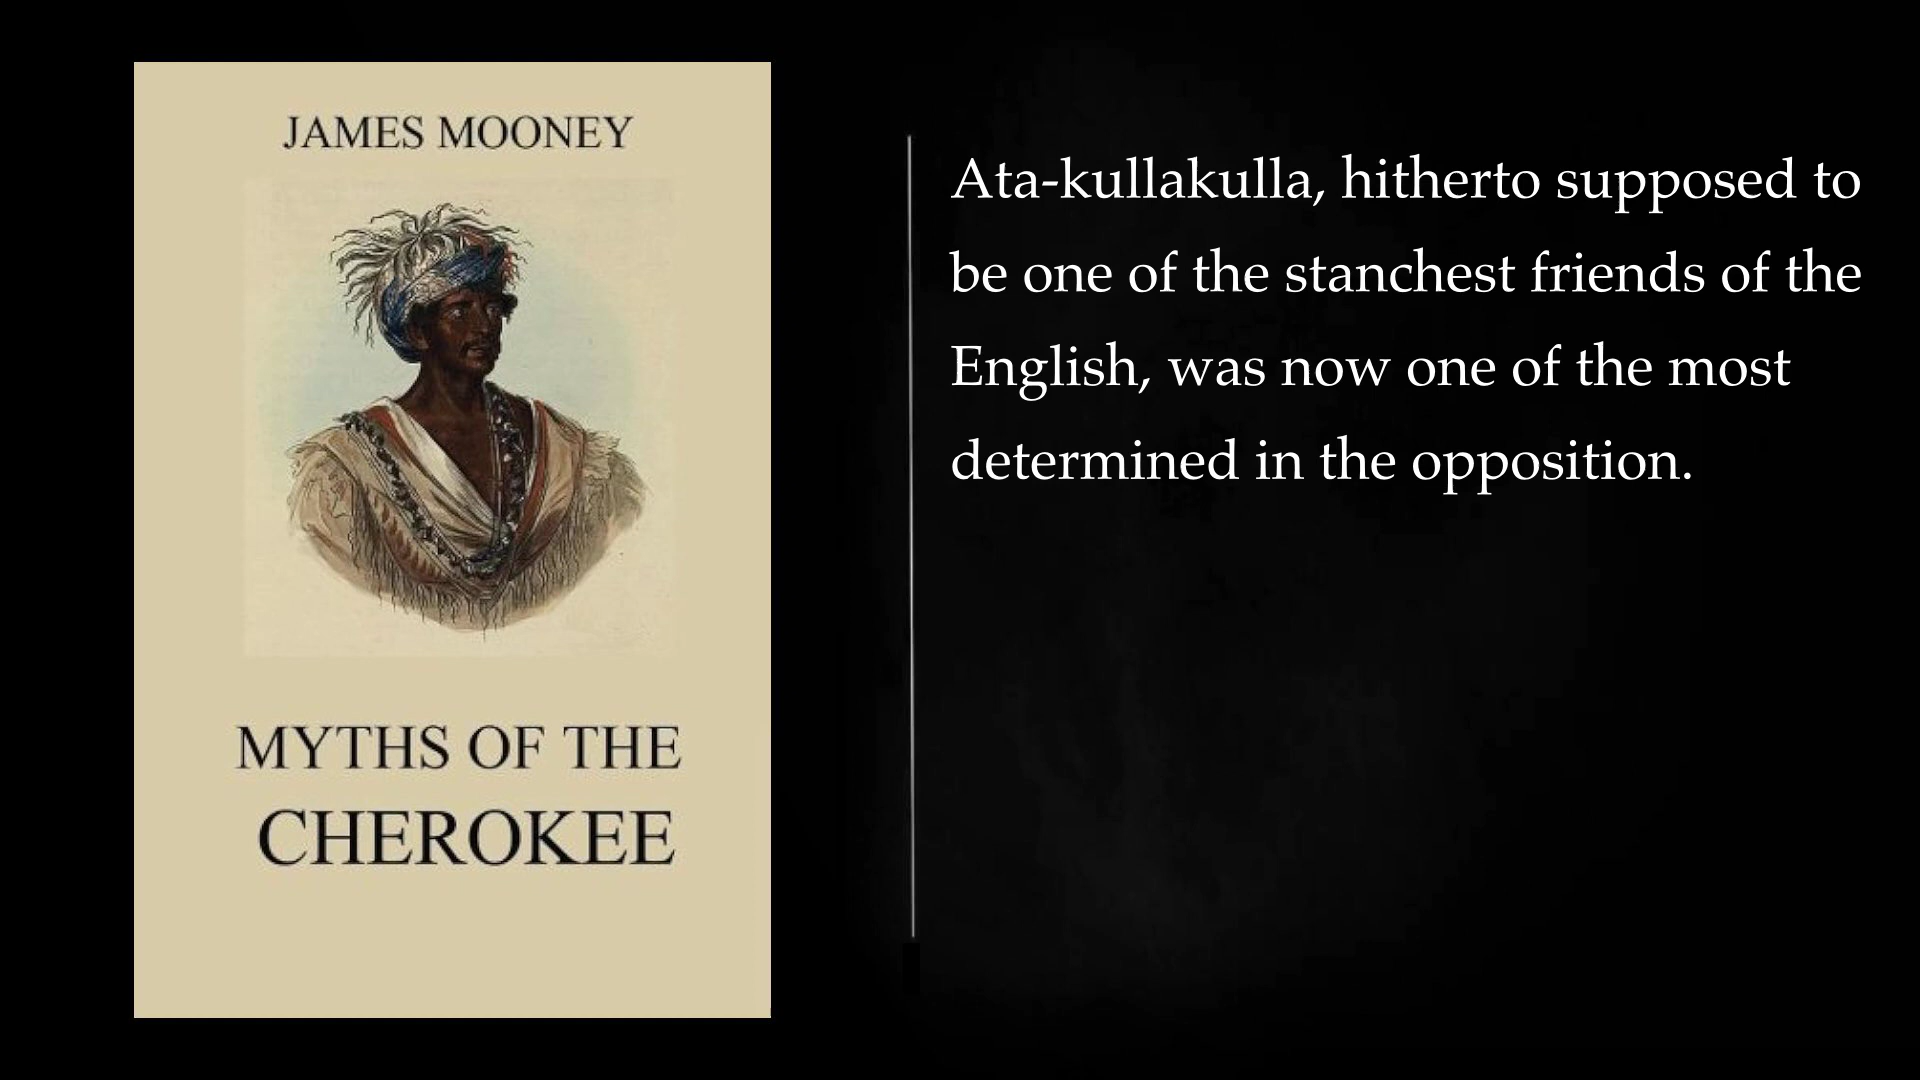 JAMES MOONEY
MYTHS OF THE
CHEROKEE
Ata-kullakulla, hitherto supposed to
be one of the stanchest friends of the
English, was now one of the most
determined in the opposition.